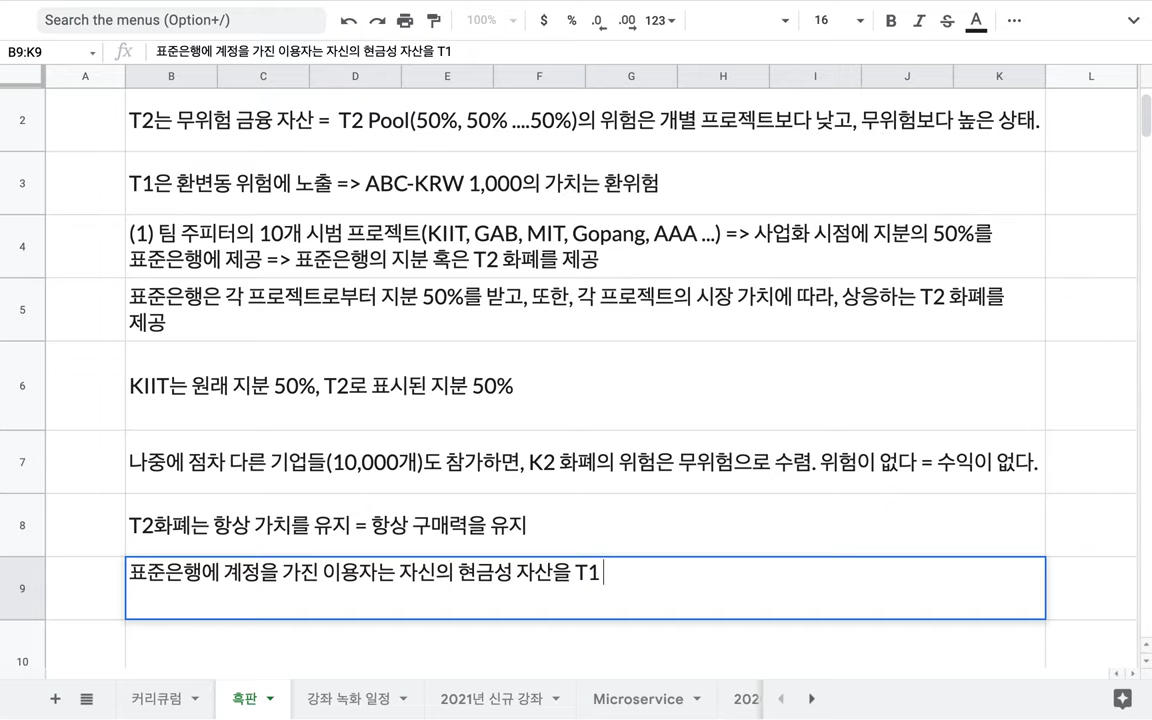 Search the menus (Option+/)
100%
$ % .0 .00 123
16
B I S A
B9:K9
fx
표준은행에 계정을 가진 이용자는 자신의 현금성 자산을 T1
A B C D E F G H I J K L
2
T2는 무위험 금융 자산 = T2 Pool(50%, 50% ....50%)의 위험은 개별 프로젝트보다 낮고, 무위험보다 높은 상태.
3
T1은 환변동 위험에 노출 => ABC-KRW 1,000의 가치는 환위험
4
(1) 팀 주피터의 10개 시범 프로젝트(KIIT, GAB, MIT, Gopang, AAA ...) => 사업화 시점에 지분의 50%를
표준은행에 제공 => 표준은행의 지분 혹은 T2 화폐를 제공
5
표준은행은 각 프로젝트로부터 지분 50%를 받고, 또한, 각 프로젝트의 시장 가치에 따라, 상응하는 T2 화폐를
제공
6
KIIT는 원래 지분 50%, T2로 표시된 지분 50%
7
나중에 점차 다른 기업들(10,000개)도 참가하면, K2 화폐의 위험은 무위험으로 수렴. 위험이 없다 = 수익이 없다.
8
T2화폐는 항상 가치를 유지 = 항상 구매력을 유지
9
표준은행에 계정을 가진 이용자는 자신의 현금성 자산을 T1
10
커리큐럼 흑판 강좌 녹화 일정 2021년 신규 강좌 Microservice 202